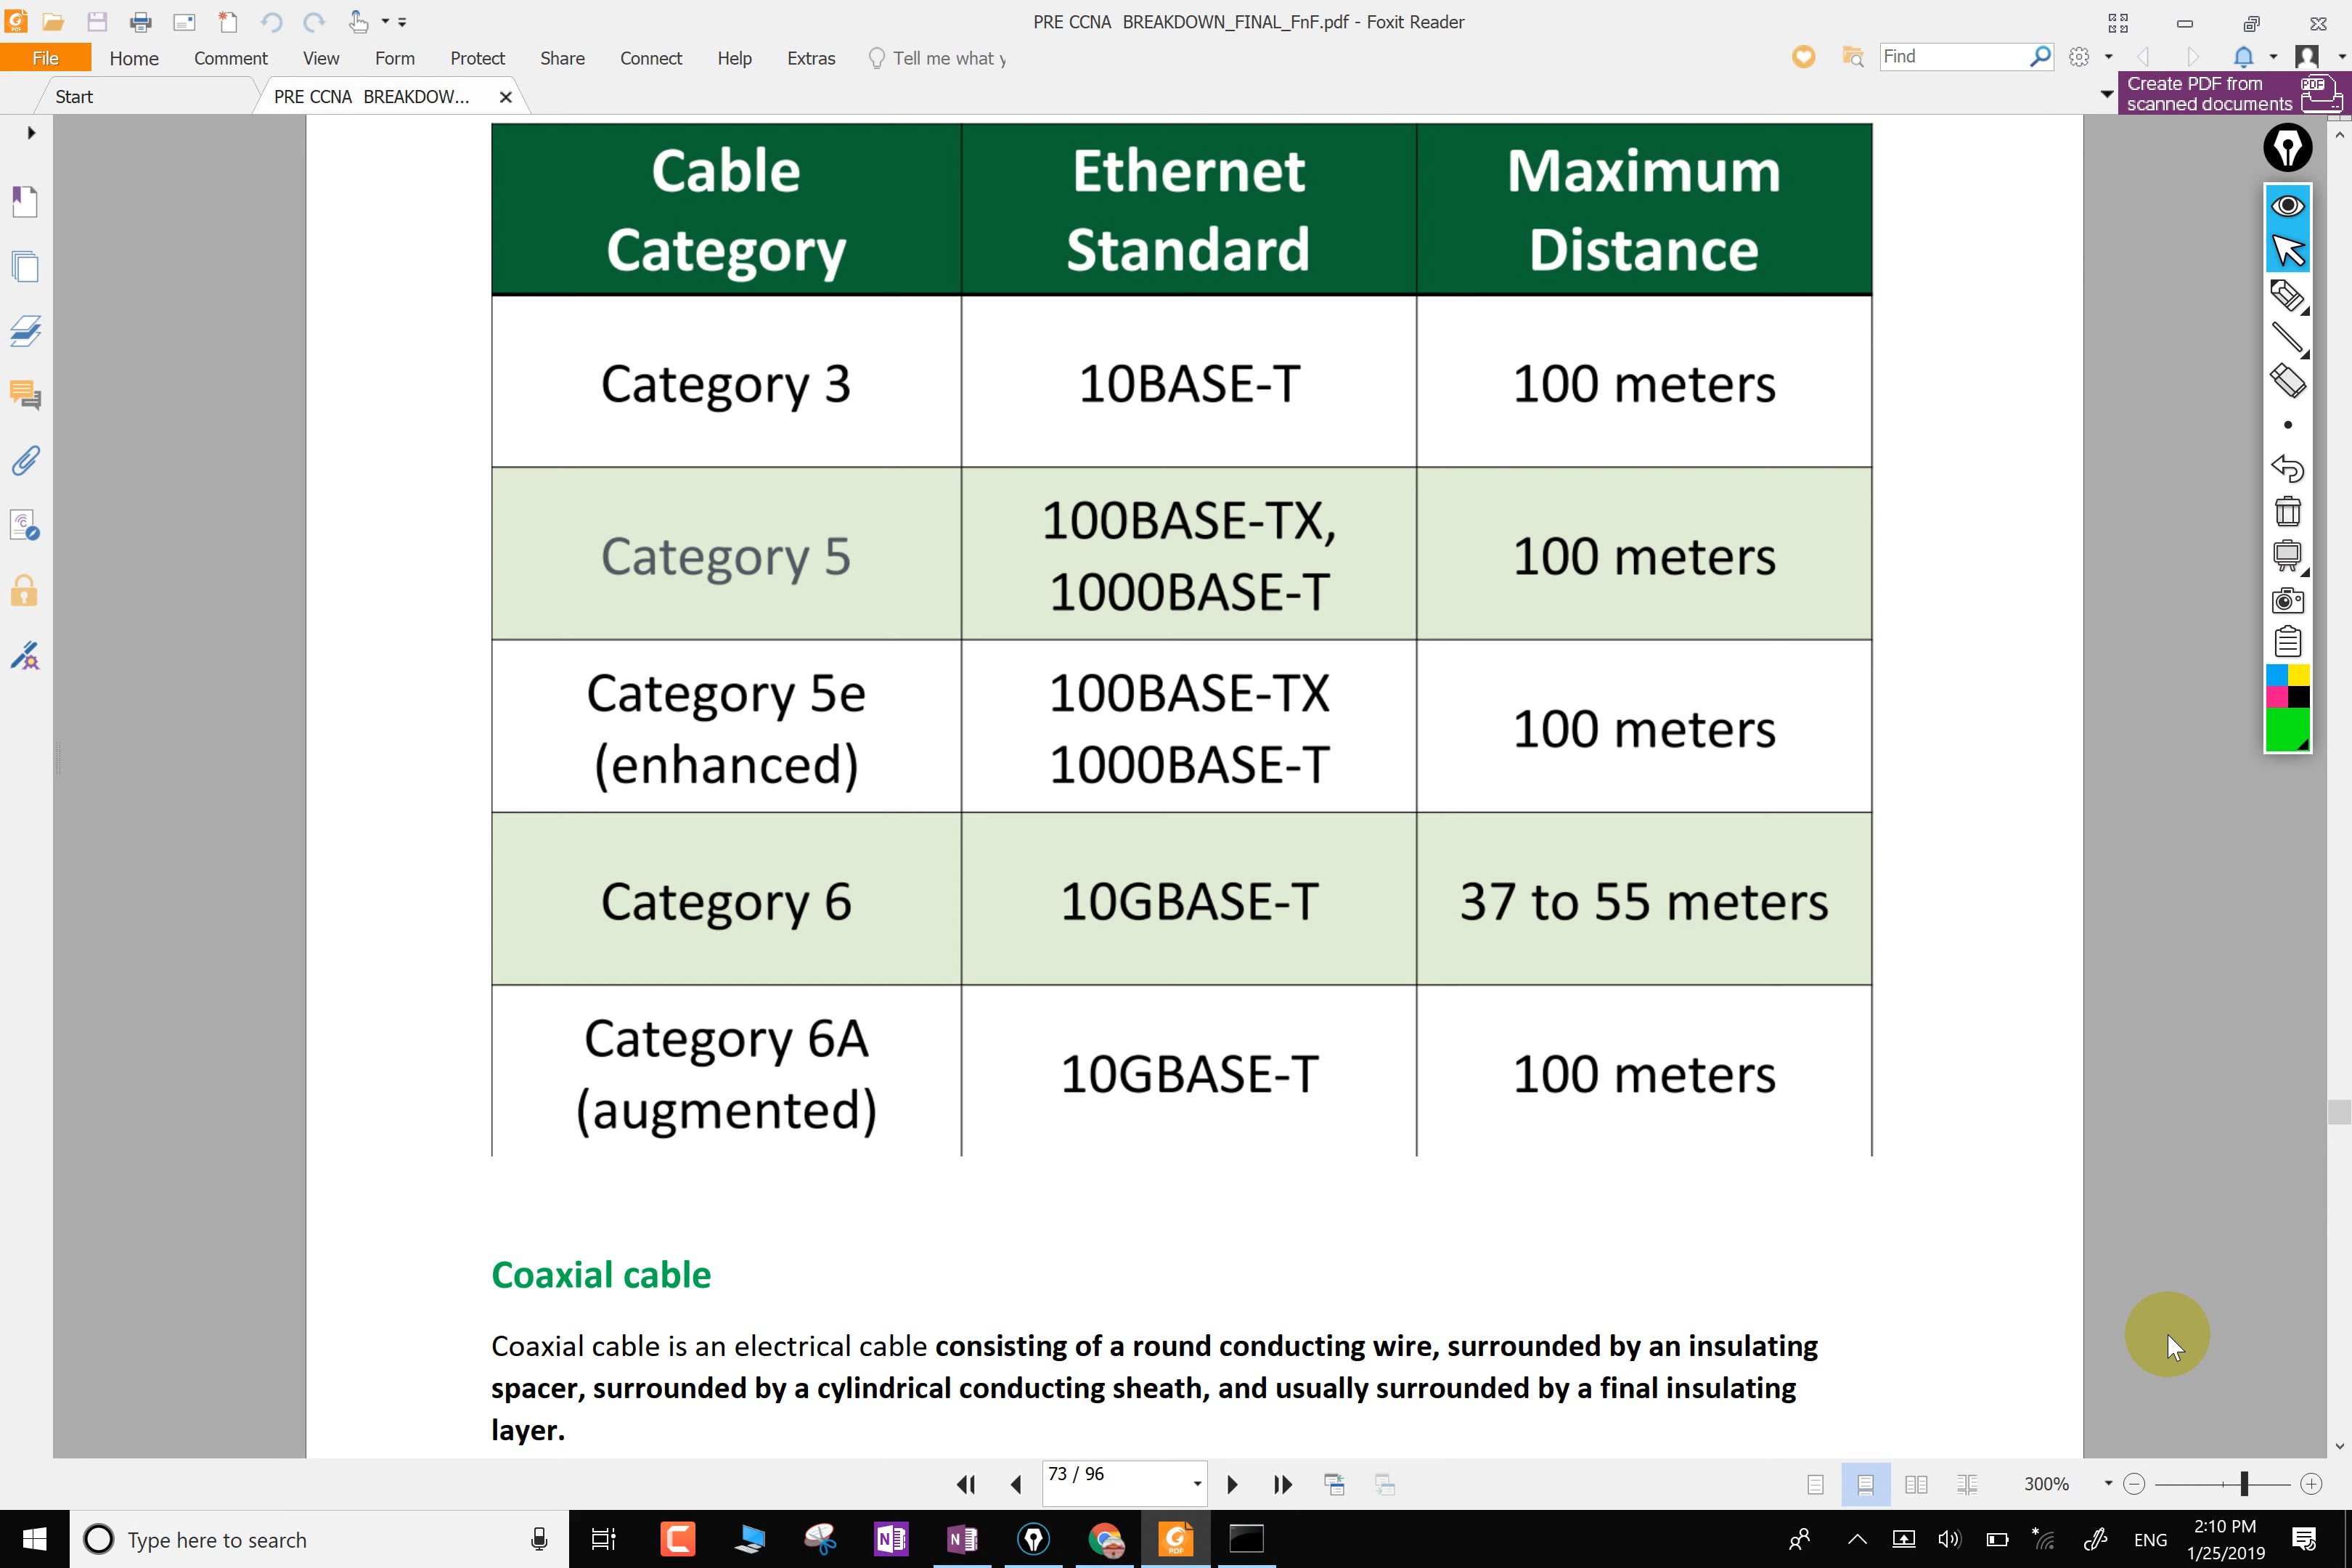 PRE CCNA BREAKDOWN_FINAL_FnF.pdf - Foxit Reader
File Home Comment View Form Protect Share Connect Help Extras Tell me what y Find
Start PRE CCNA BREAKDOW... Create PDF from
scanned documents
Cable Category Ethernet Standard Maximum Distance
Category 3 10BASE-T 100 meters
Category 5 100BASE-TX, 1000BASE-T 100 meters
Category 5e (enhanced) 100BASE-TX 1000BASE-T 100 meters
Category 6 10GBASE-T 37 to 55 meters
Category 6A (augmented) 10GBASE-T 100 meters
Coaxial cable
Coaxial cable is an electrical cable consisting of a round conducting wire, surrounded by an insulating
spacer, surrounded by a cylindrical conducting sheath, and usually surrounded by a final insulating
layer.
73 / 96 300%
Type here to search ENG 2:10 PM
1/25/2019